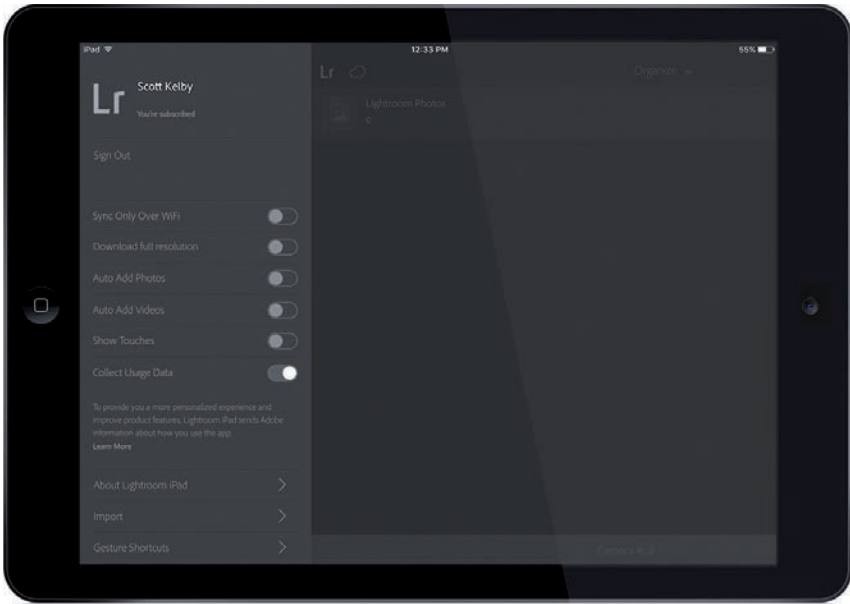 iPad
12:33 PM
55%
Lr
Scott Kelby
You're subscribed
Sign Out
Sync Only Over WiFi
Download full resolution
Auto Add Photos
Auto Add Videos
Show Touches
Collect Usage Data
To provide you a more personalized experience and
improve product features, Lightroom iPad sends Adobe
information about how you use the app.
Learn More
About Lightroom iPad
Import
Gesture Shortcuts
Lr
Organize
Lightroom Photos
0
Camera Roll